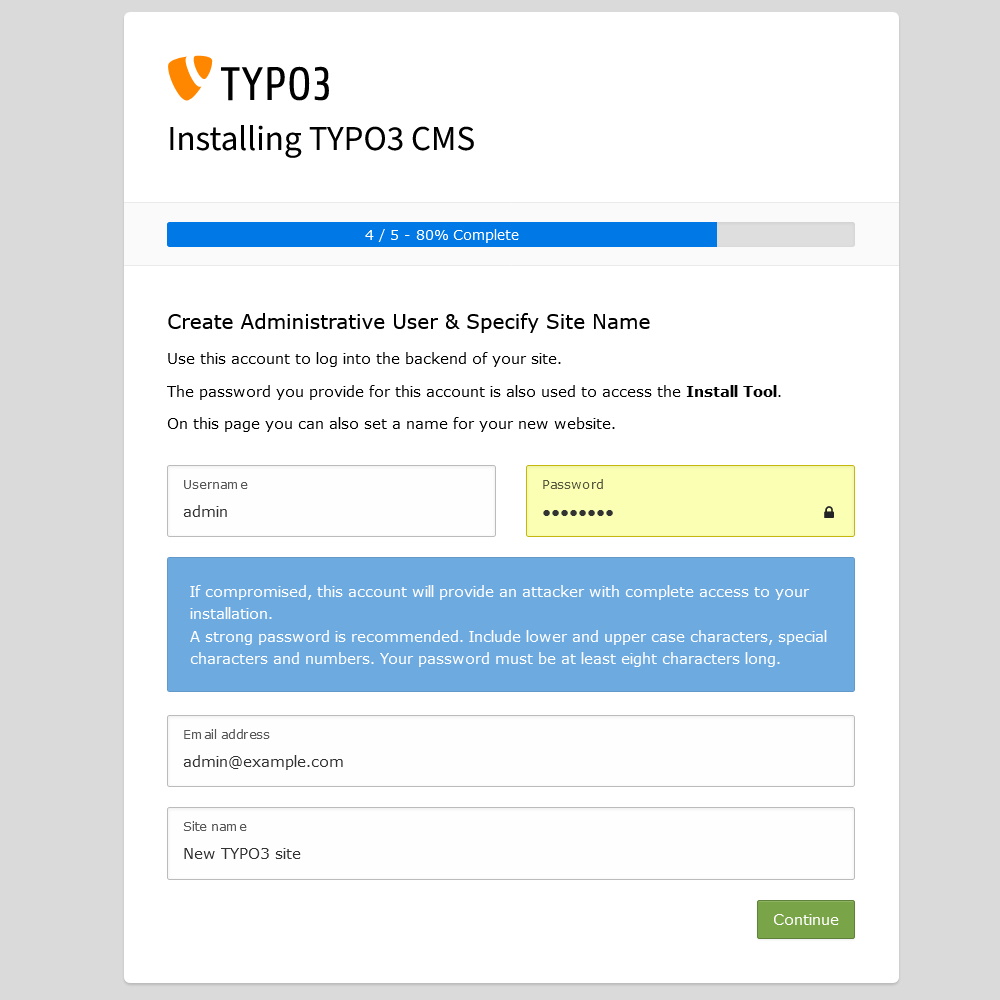 TYPO3
Installing TYPO3 CMS
4 / 5 - 80% Complete
Create Administrative User & Specify Site Name
Use this account to log into the backend of your site.
The password you provide for this account is also used to access the Install Tool.
On this page you can also set a name for your new website.
Username
admin
Password
••••••••
If compromised, this account will provide an attacker with complete access to your
installation.
A strong password is recommended. Include lower and upper case characters, special
characters and numbers. Your password must be at least eight characters long.
Email address
admin@example.com
Site name
New TYPO3 site
Continue